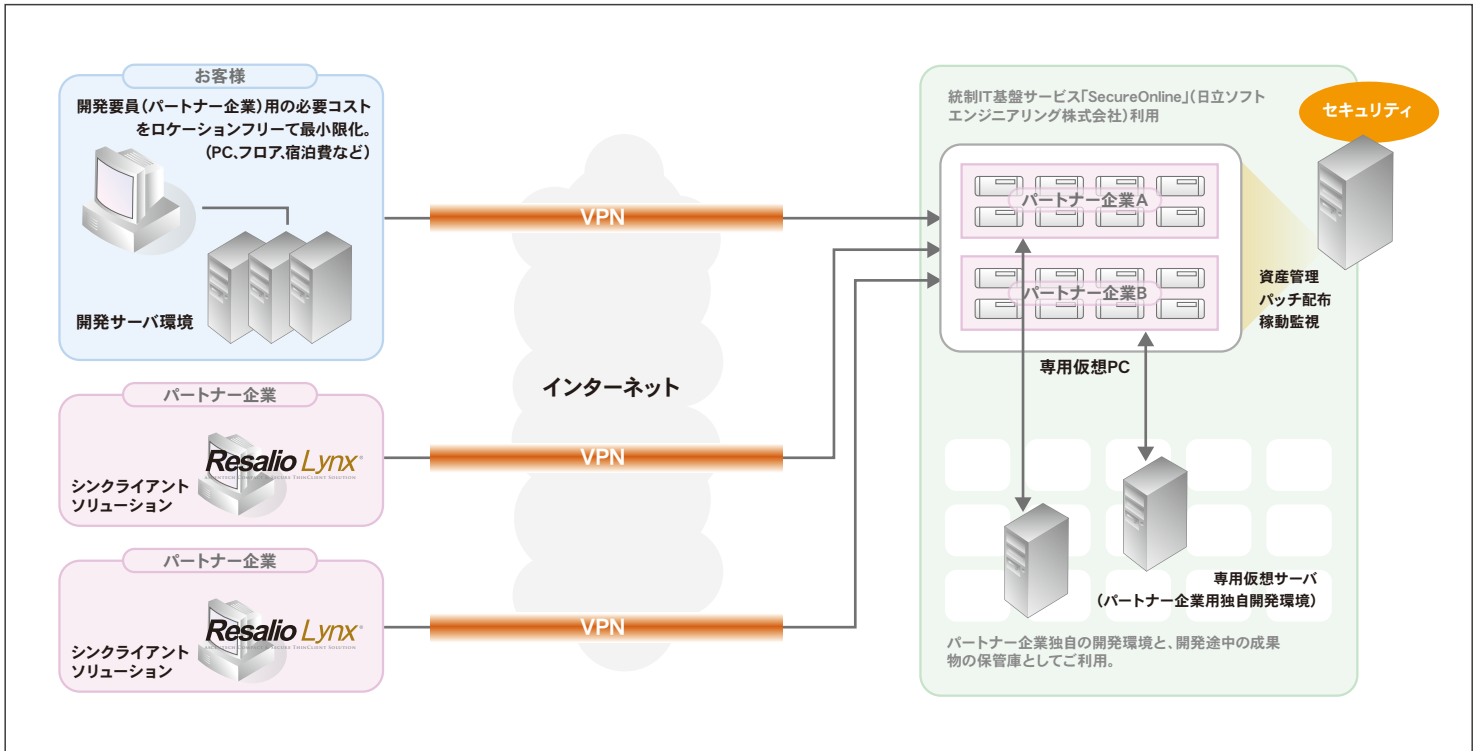 お客様
開発要員(パートナー企業)用の必要コスト
をロケーションフリーて最小限化。
(PC、フロア、宿泊費など)
開発サーバ環境
パートナー企業
Resalio Lynx®
ASCENTECH COMPACT & SECURE THINCLIENT SOLUTION
シンクライアント
ソリューション
パートナー企業
Resalio Lynx®
ASCENTECH COMPACT & SECURE THINCLIENT SOLUTION
シンクライアント
ソリューション
VPN
インターネット
VPN
VPN
統制IT基盤サービス「SecureOnline」(日立ソフト
エンジニアリング株式会社)利用
セキュリティ
パートナー企業A
パートナー企業B
資産管理
パッチ配布
稼動監視
専用仮想PC
専用仮想サーバ
(パートナー企業用独自開発環境)
パートナー企業独自の開発環境と、開発途中の成果
物の保管庫としてご利用。